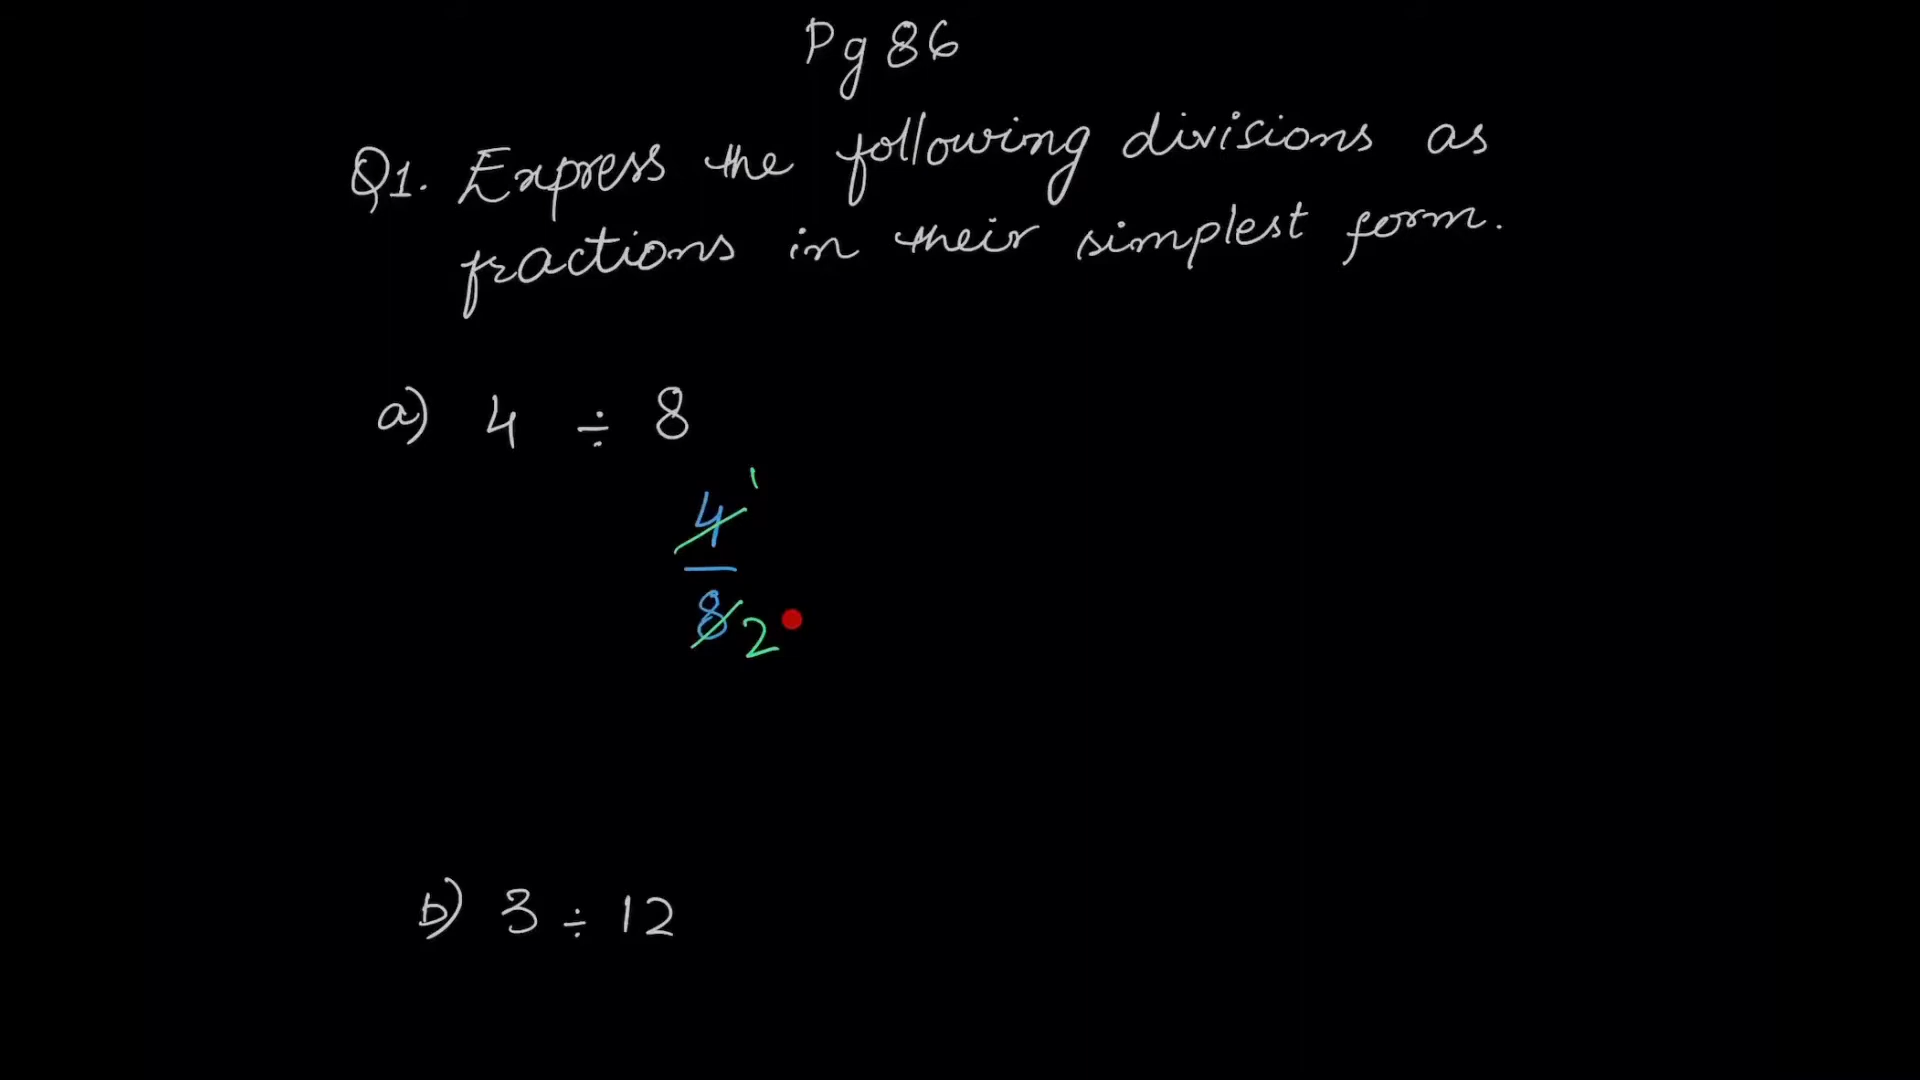 Pg 86
Q1. Express the following divisions as
fractions in their simplest form.
a) 4 ÷ 8
1
4
8 2
b) 3 ÷ 12